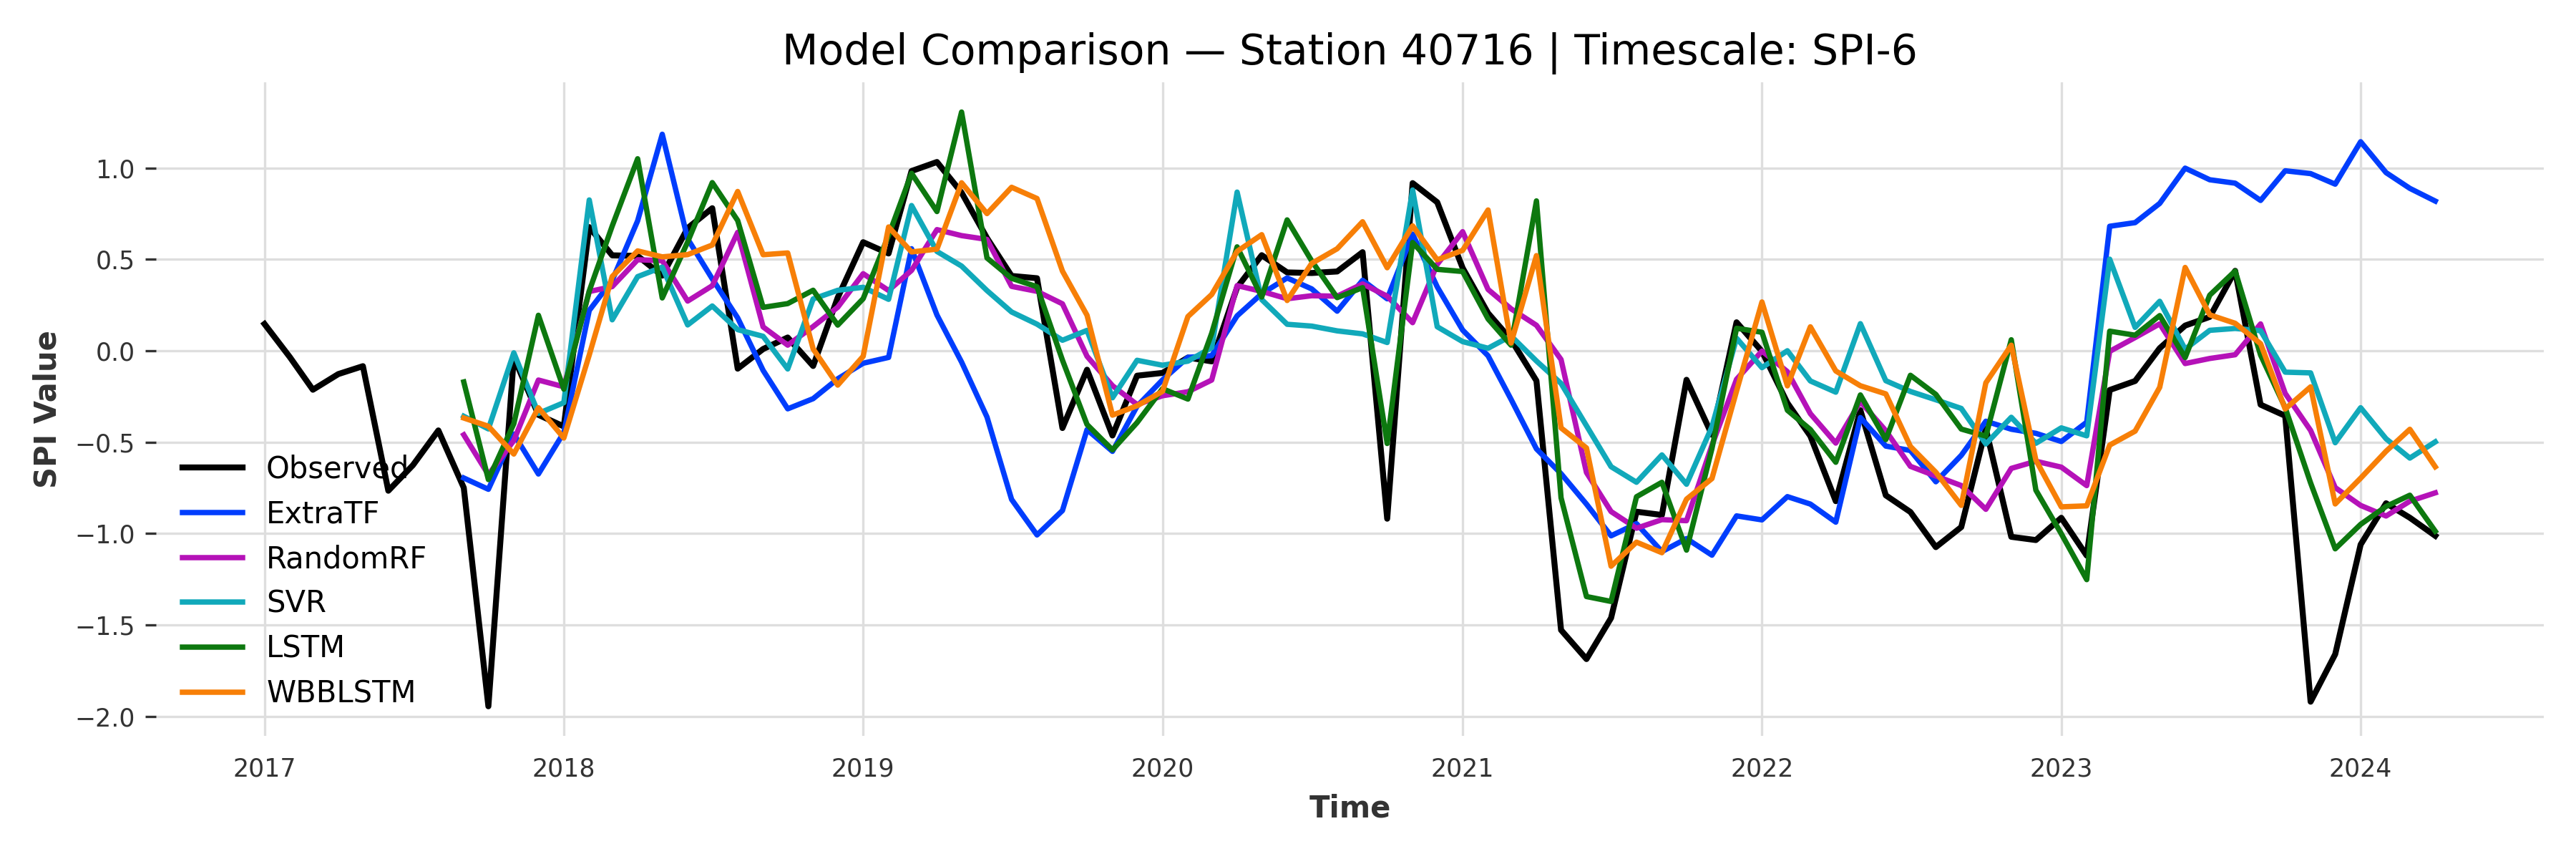 Model Comparison — Station 40716 | Timescale: SPI-6
SPI Value
1.0
0.5
0.0
−0.5
−1.0
−1.5
−2.0
Observed
ExtraTF
RandomRF
SVR
LSTM
WBBLSTM
2017 2018 2019 2020 2021 2022 2023 2024
Time